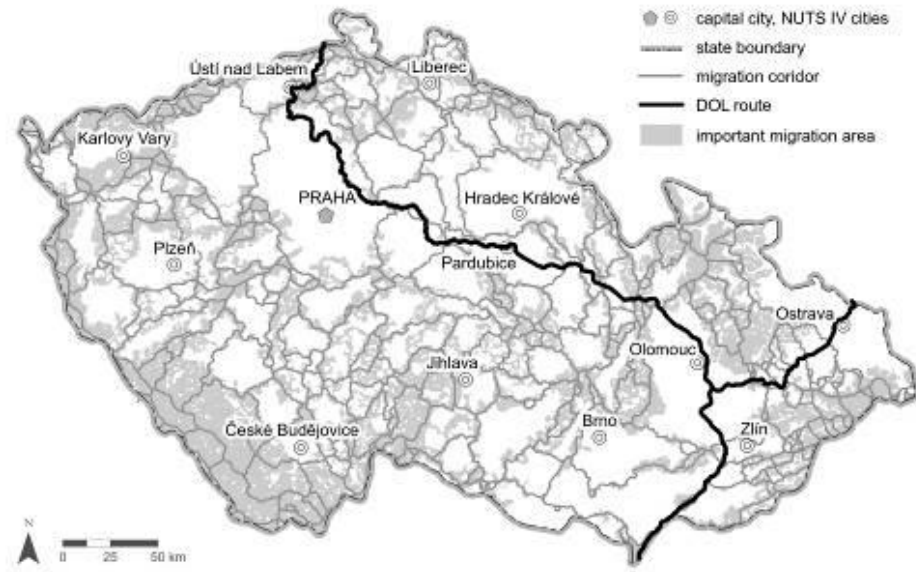 capital city, NUTS IV cities
state boundary
migration corridor
DOL route
important migration area
Ústí nad Labem
Liberec
Karlovy Vary
PRAHA
Hradec Králové
Plzeň
Pardubice
Ostrava
Olomouc
Jihlava
Brno
Zlín
České Budějovice
N
0 25 50 km